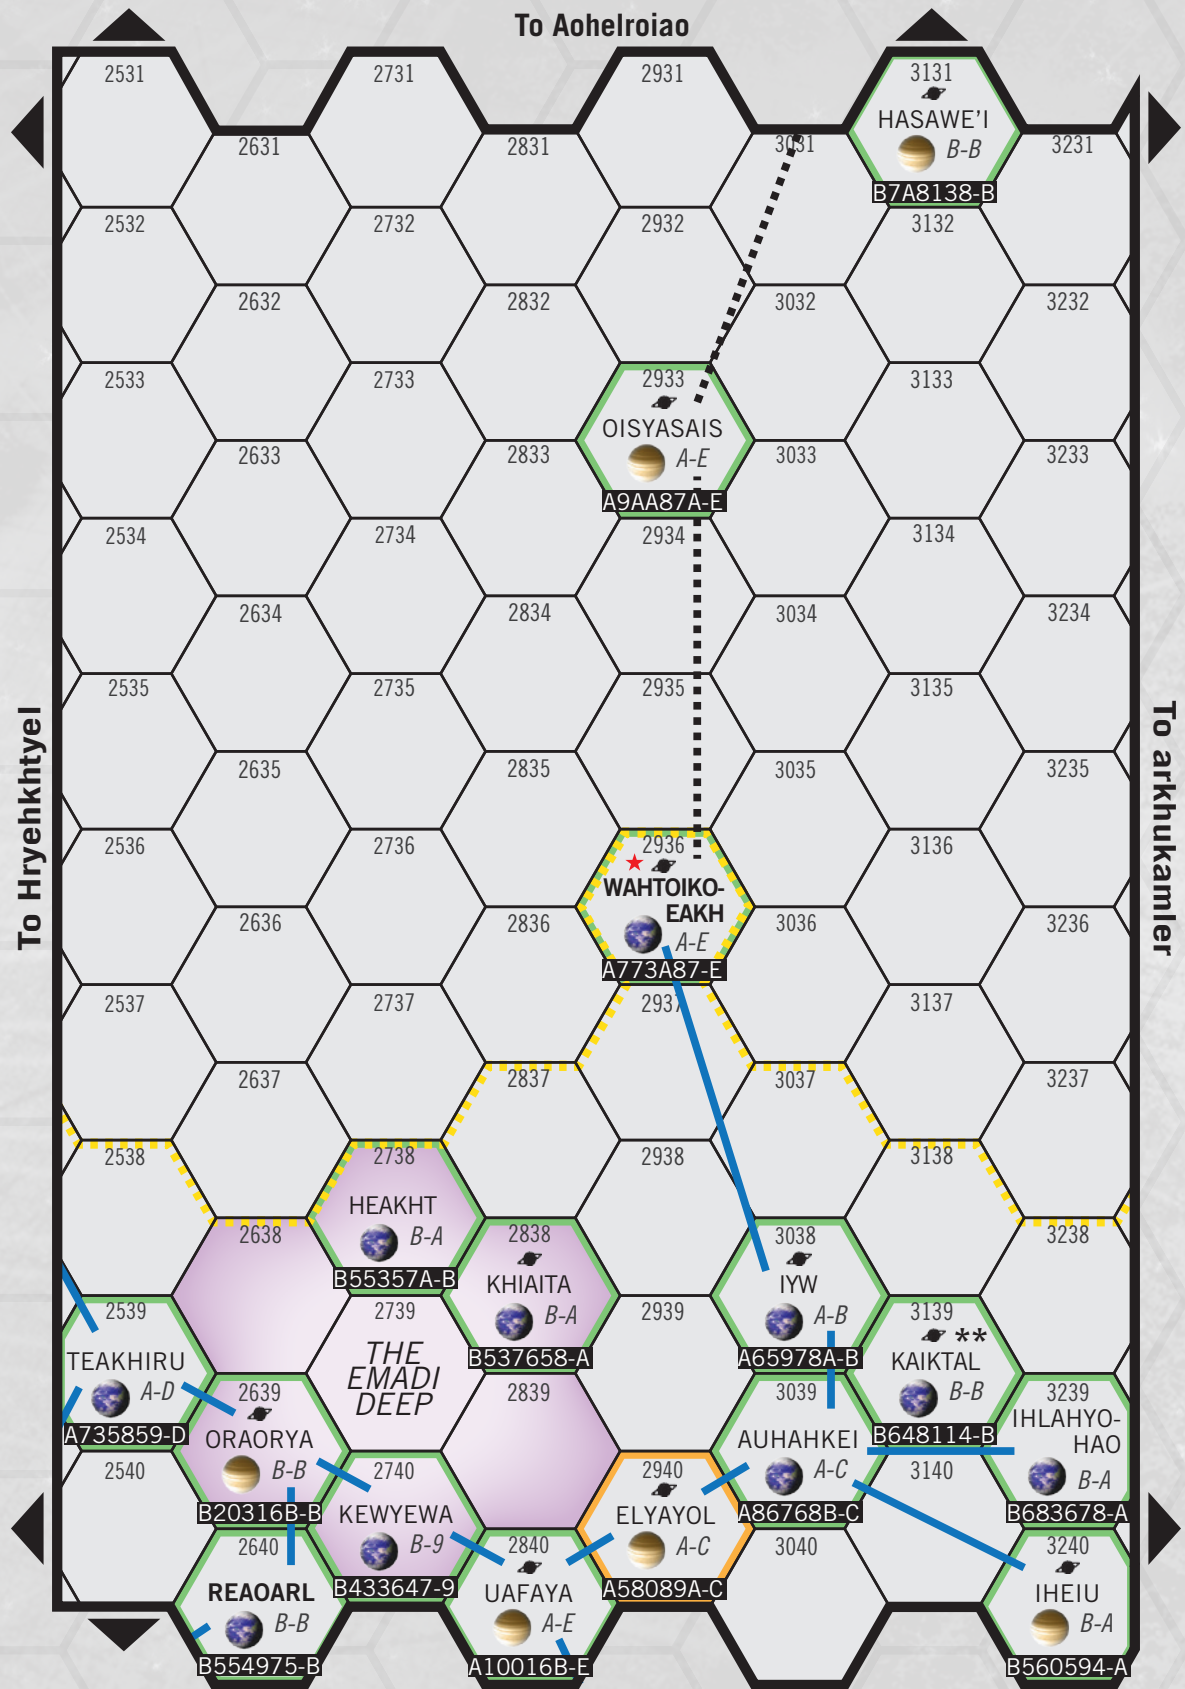 To Aohelroiao
2531
2731
2931
3131
HASAWE'I
B-B
B7A8138-B
2631
2831
3031
3231
2532
2732
2932
3132
2632
2832
3032
3232
2533
2733
2933
OISYASAIS
A-E
A9AA87A-E
3133
2633
2833
3033
3233
2534
2734
2934
3134
2634
2834
3034
3234
2535
2735
2935
3135
2635
2835
3035
3235
2536
2736
2936
WAHTOIKO-
EAKH
A-E
A773A87-E
3136
2636
2836
3036
3236
2537
2737
2937
3137
2637
2837
3037
3237
2538
2738
HEAKHT
B-A
B55357A-B
2938
3138
2638
2838
KHIAITA
B-A
B537658-A
3038
IYW
A-B
A65978A-B
3238
2539
TEAKHIRU
A-D
A735859-D
2739
THE
EMADI
DEEP
2939
3139
**
KAIKTAL
B-B
B648114-B
2639
ORAORYA
B-B
B20316B-B
2839
3039
AUHAHKEI
A-C
A86768B-C
3239
IHLAHYO-
HAO
B-A
B683678-A
2540
2740
KEWYEWA
B-9
B433647-9
2940
ELYAYOL
A-C
A58089A-C
3140
2640
REAOARL
B-B
B554975-B
2840
UAFAYA
A-E
A10016B-E
3040
3240
IHEIU
B-A
B560594-A
To Hryehkhtyel
To arkhukamler